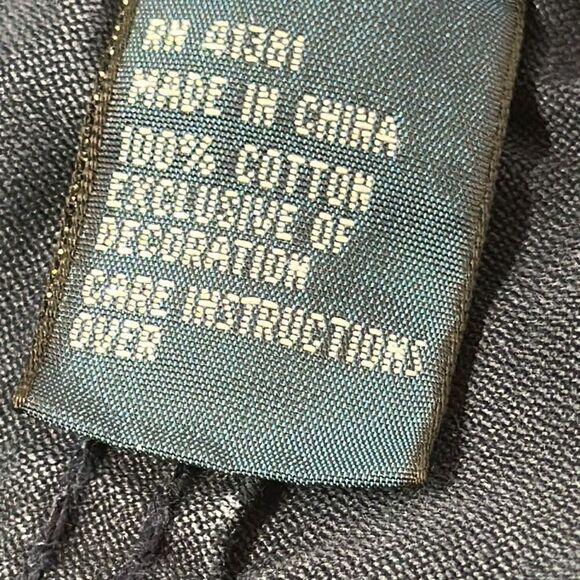 RN 41381
MADE IN CHINA
100% COTTON
EXCLUSIVE OF
DECORATION
CARE INSTRUCTIONS
OVER